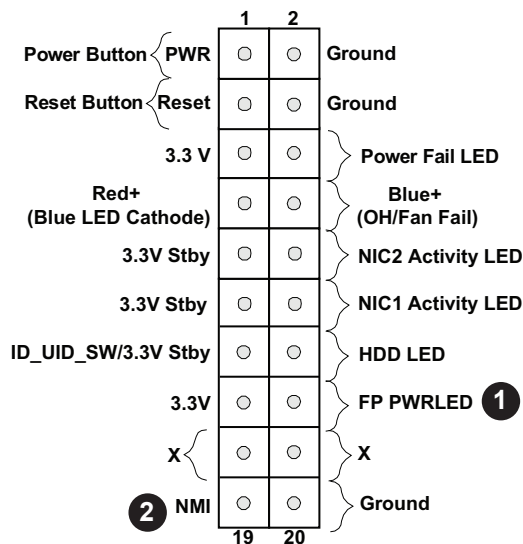 1 2
Power Button PWR Ground
Reset Button Reset Ground
3.3 V Power Fail LED
Red+ Blue+
(Blue LED Cathode) (OH/Fan Fail)
3.3V Stby NIC2 Activity LED
3.3V Stby NIC1 Activity LED
ID_UID_SW/3.3V Stby HDD LED
3.3V FP PWRLED 1
X X
2 NMI Ground
19 20